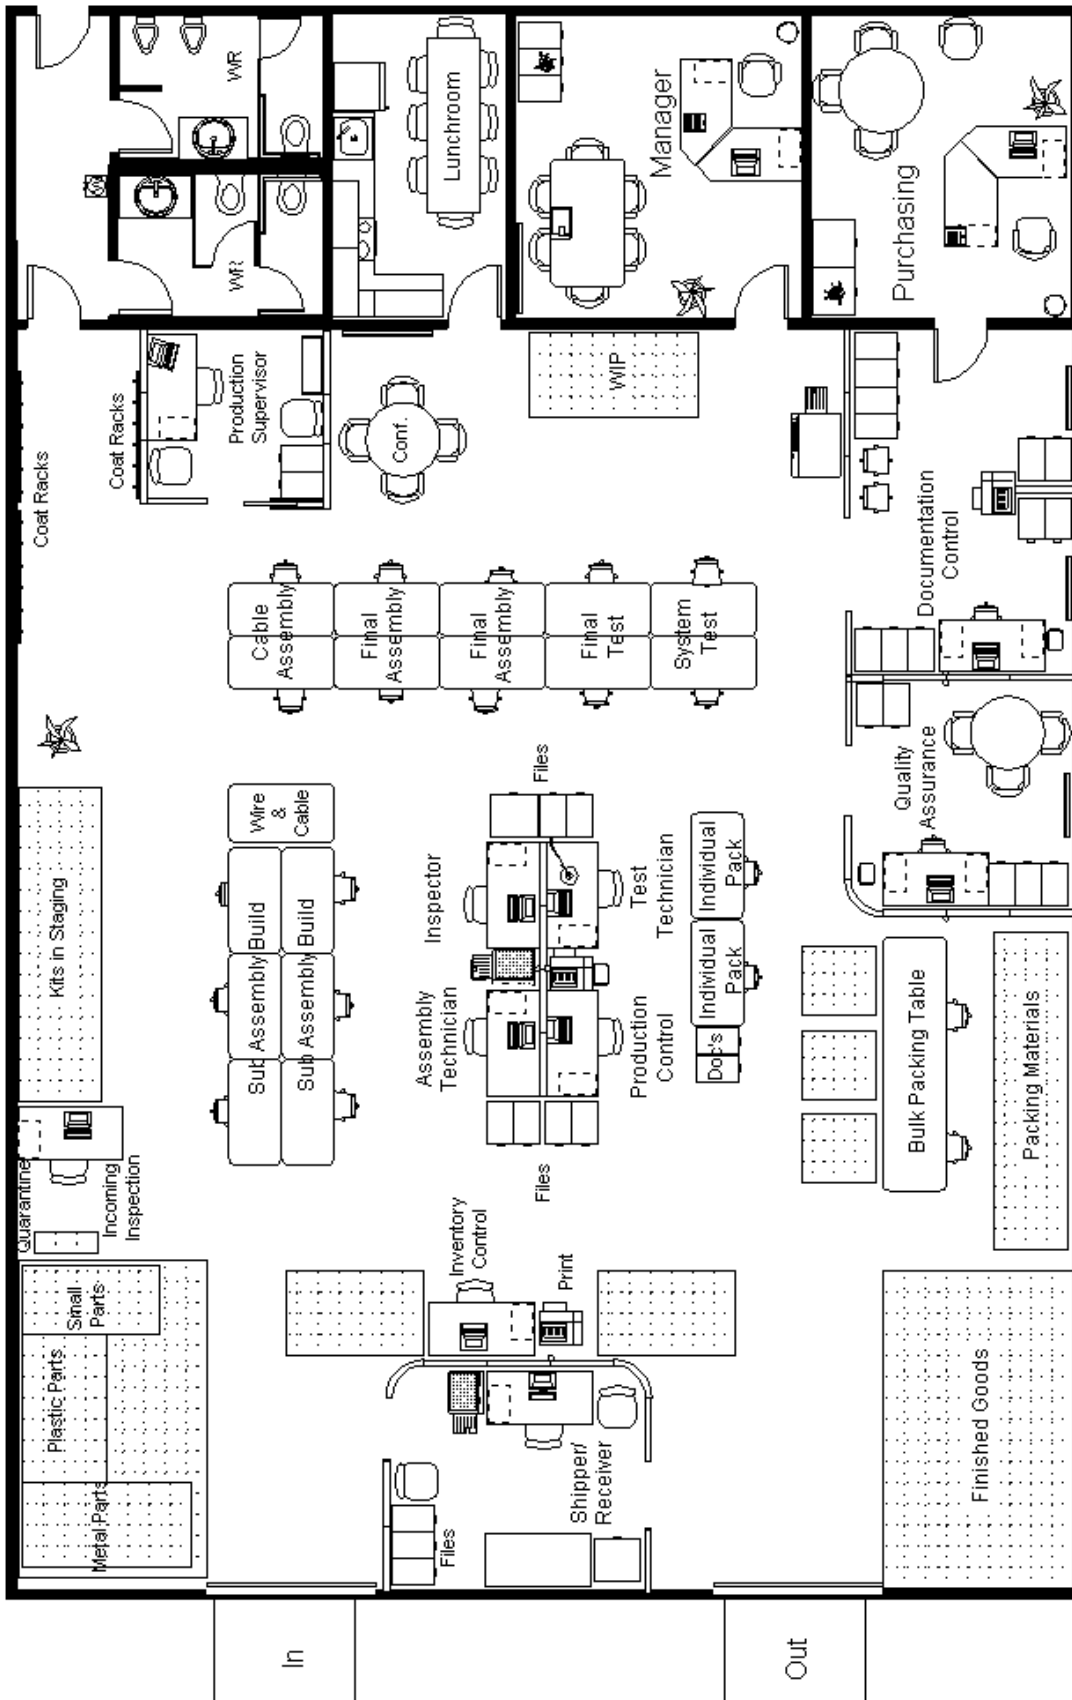 WR
WR
Lunchroom
Manager
Purchasing
Coat Racks
Coat Racks
Production
Supervisor
Conf.
WIP
Documentation
Control
Cable
Assembly
Final
Assembly
Final
Assembly
Final
Test
System
Test
Quality
Assurance
Kits in Staging
Wire
&
Cable
Build
Build
Sub Assembly
Sub Assembly
Files
Inspector
Test
Technician
Assembly
Technician
Production
Control
Individual
Pack
Individual
Pack
Doc's
Files
Bulk Packing Table
Packing Materials
Quarantine
Incoming
Inspection
Small
Parts
Plastic Parts
Metal Parts
Inventory
Control
Print
Shipper/
Receiver
Files
Finished Goods
In
Out